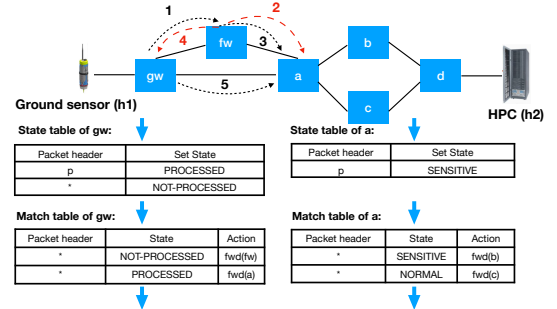 1
2
fw
4
3
b
gw
a
d
5
c
Ground sensor (h1)
HPC (h2)
State table of gw:
Packet header Set State
p PROCESSED
* NOT-PROCESSED
State table of a:
Packet header Set State
p SENSITIVE
Match table of gw:
Packet header State Action
* NOT-PROCESSED fwd(fw)
* PROCESSED fwd(a)
Match table of a:
Packet header State Action
* SENSITIVE fwd(b)
* NORMAL fwd(c)